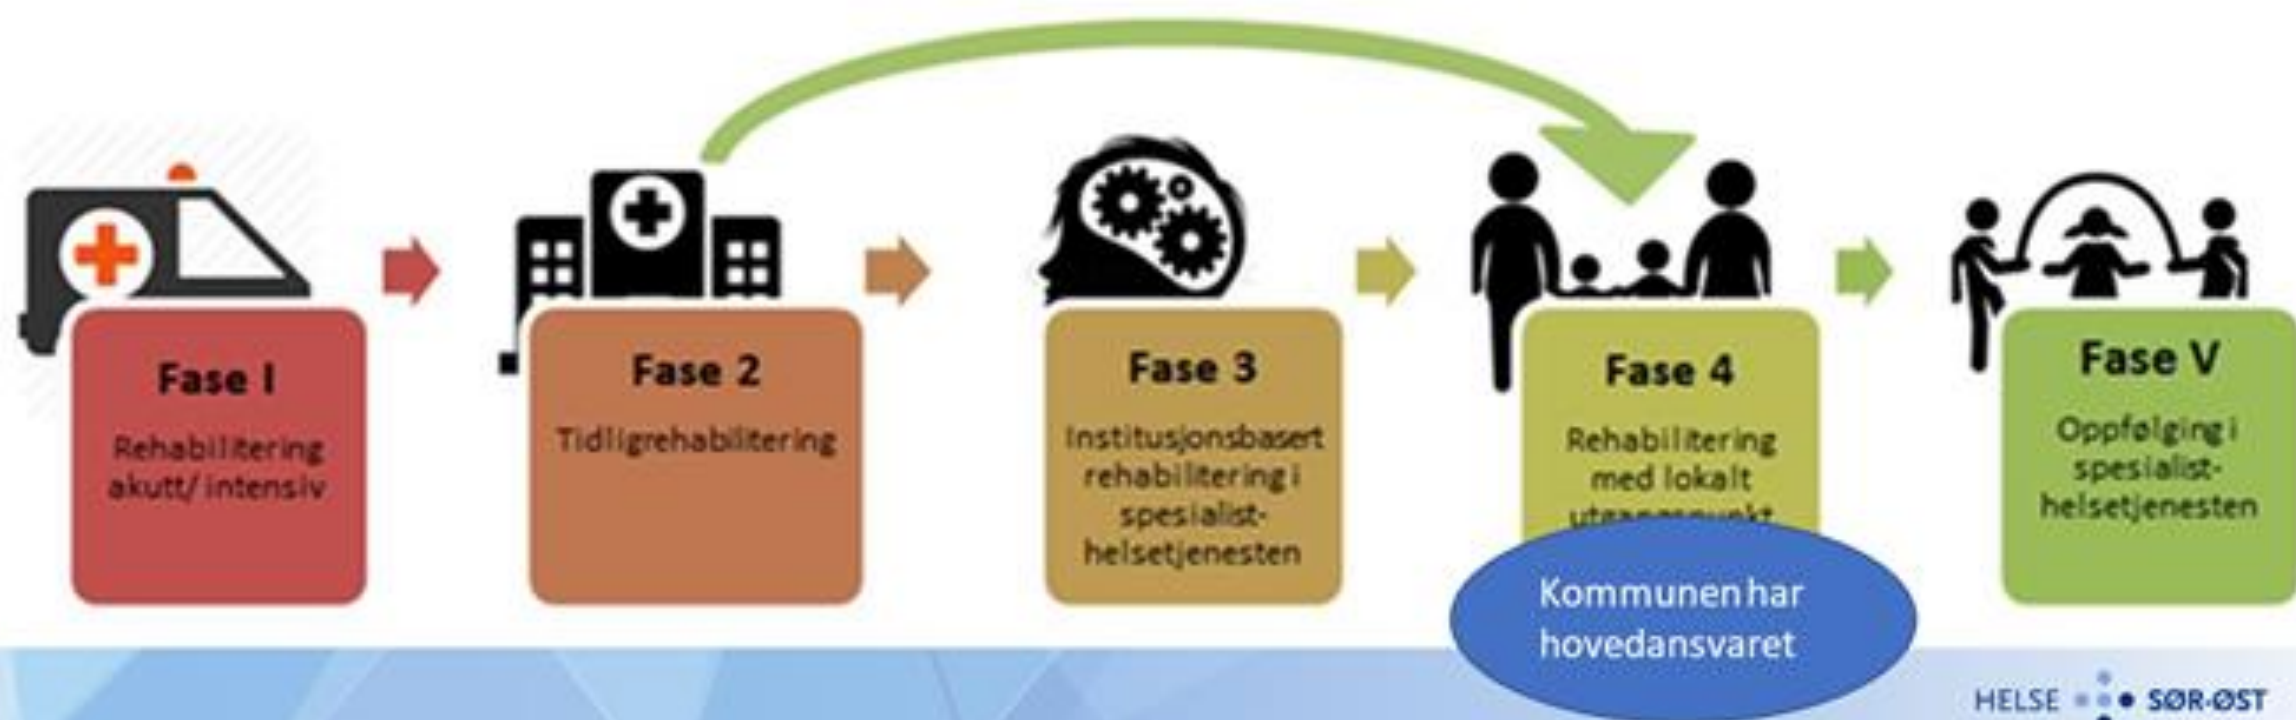 Fase I
Rehabilitering
akutt/ intensiv
Fase 2
Tidligrehabilitering
Fase 3
Institusjonsbasert
rehabilitering i
spesialist-
helsetjenesten
Fase 4
Rehabilitering
med lokalt
utgangspunkt
Kommunen har
hovedansvaret
Fase V
Oppfølging i
spesialist-
helsetjenesten
HELSE SØR-ØST